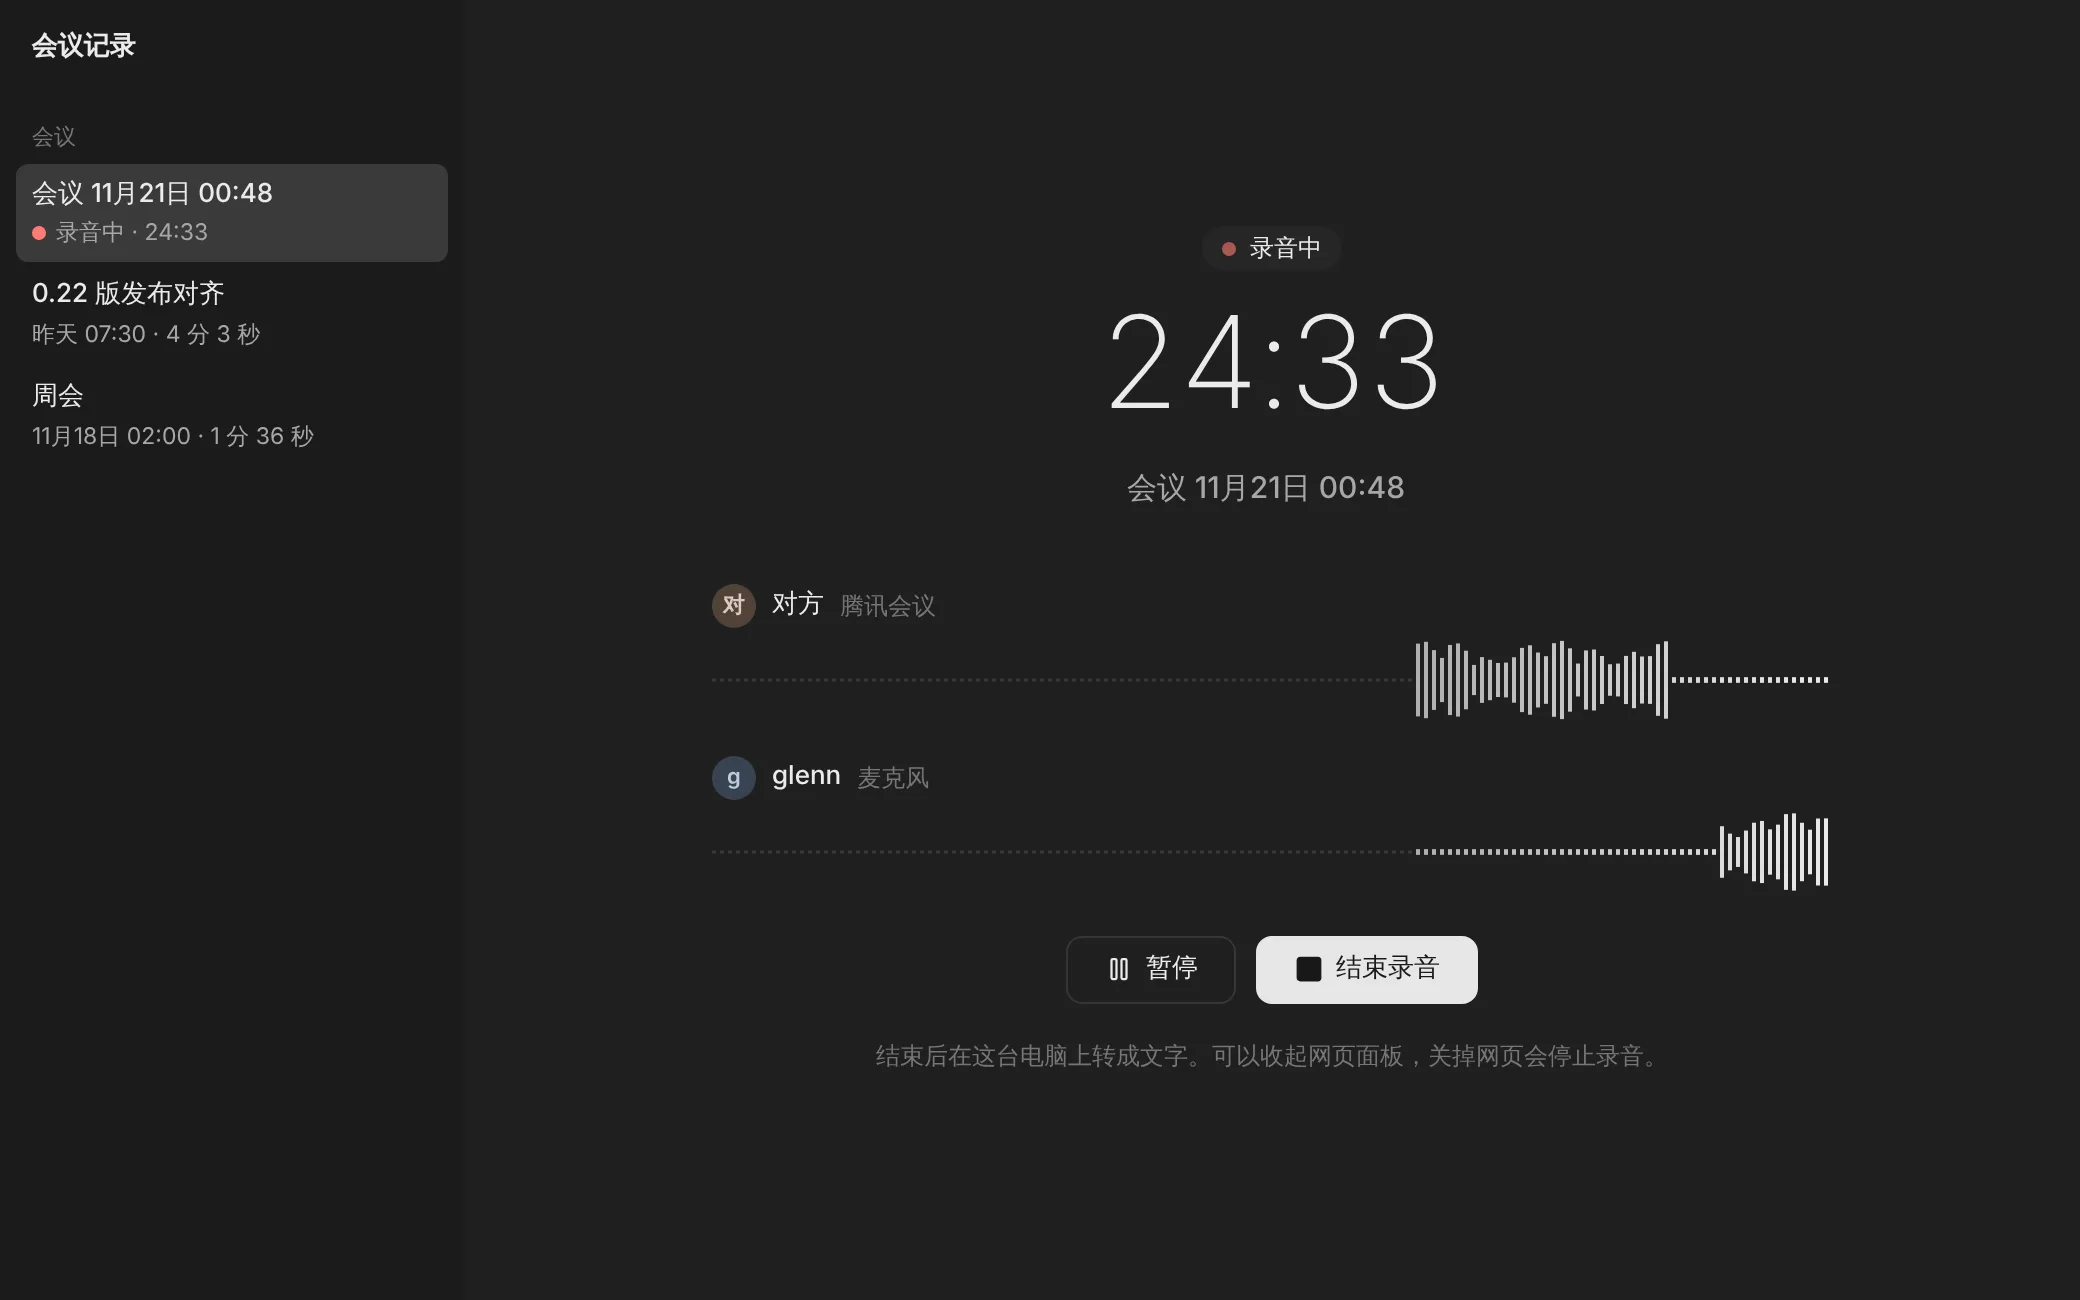 会议记录
会议
会议 11月21日 00:48
录音中 · 24:33
0.22 版发布对齐
昨天 07:30 · 4 分 3 秒
周会
11月18日 02:00 · 1 分 36 秒
录音中
24:33
会议 11月21日 00:48
对 对方 腾讯会议
g glenn 麦克风
暂停 结束录音
结束后在这台电脑上转成文字。可以收起网页面板，关掉网页会停止录音。